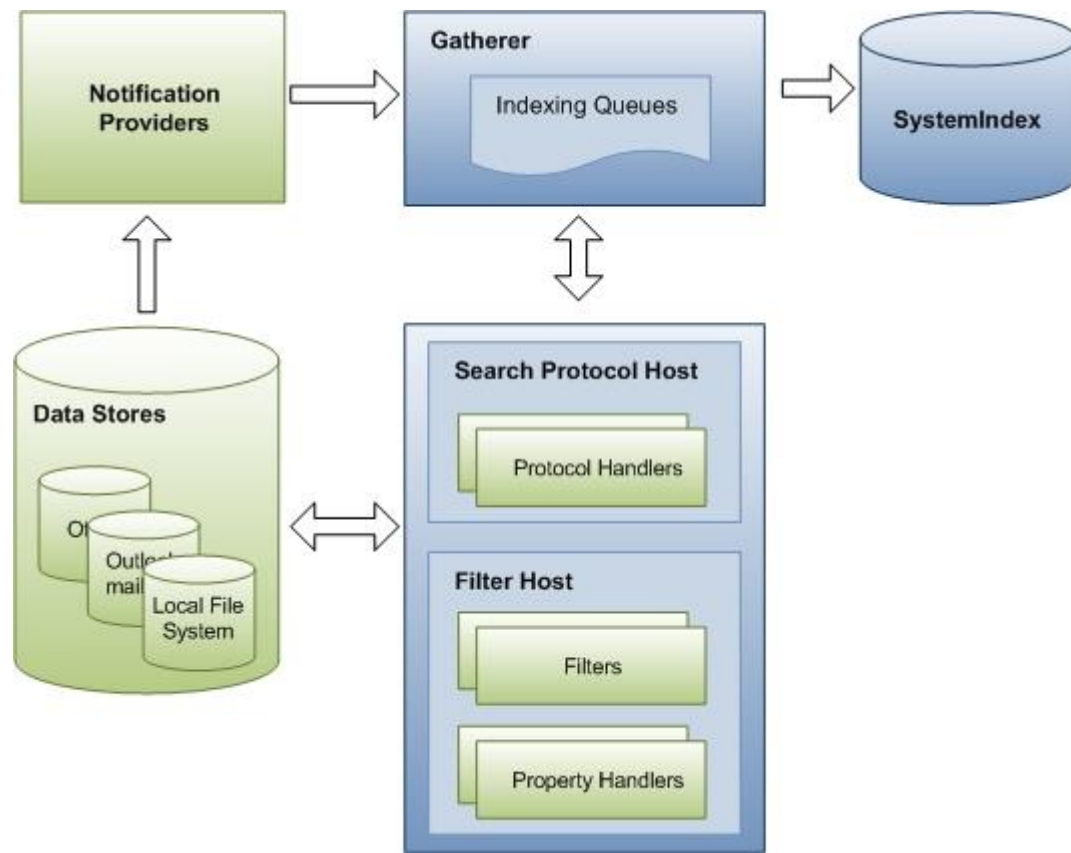 Notification
Providers
Gatherer
Indexing Queues
SystemIndex
Data Stores
Outlook
Local File
System
Search Protocol Host
Protocol Handlers
Filter Host
Filters
Property Handlers